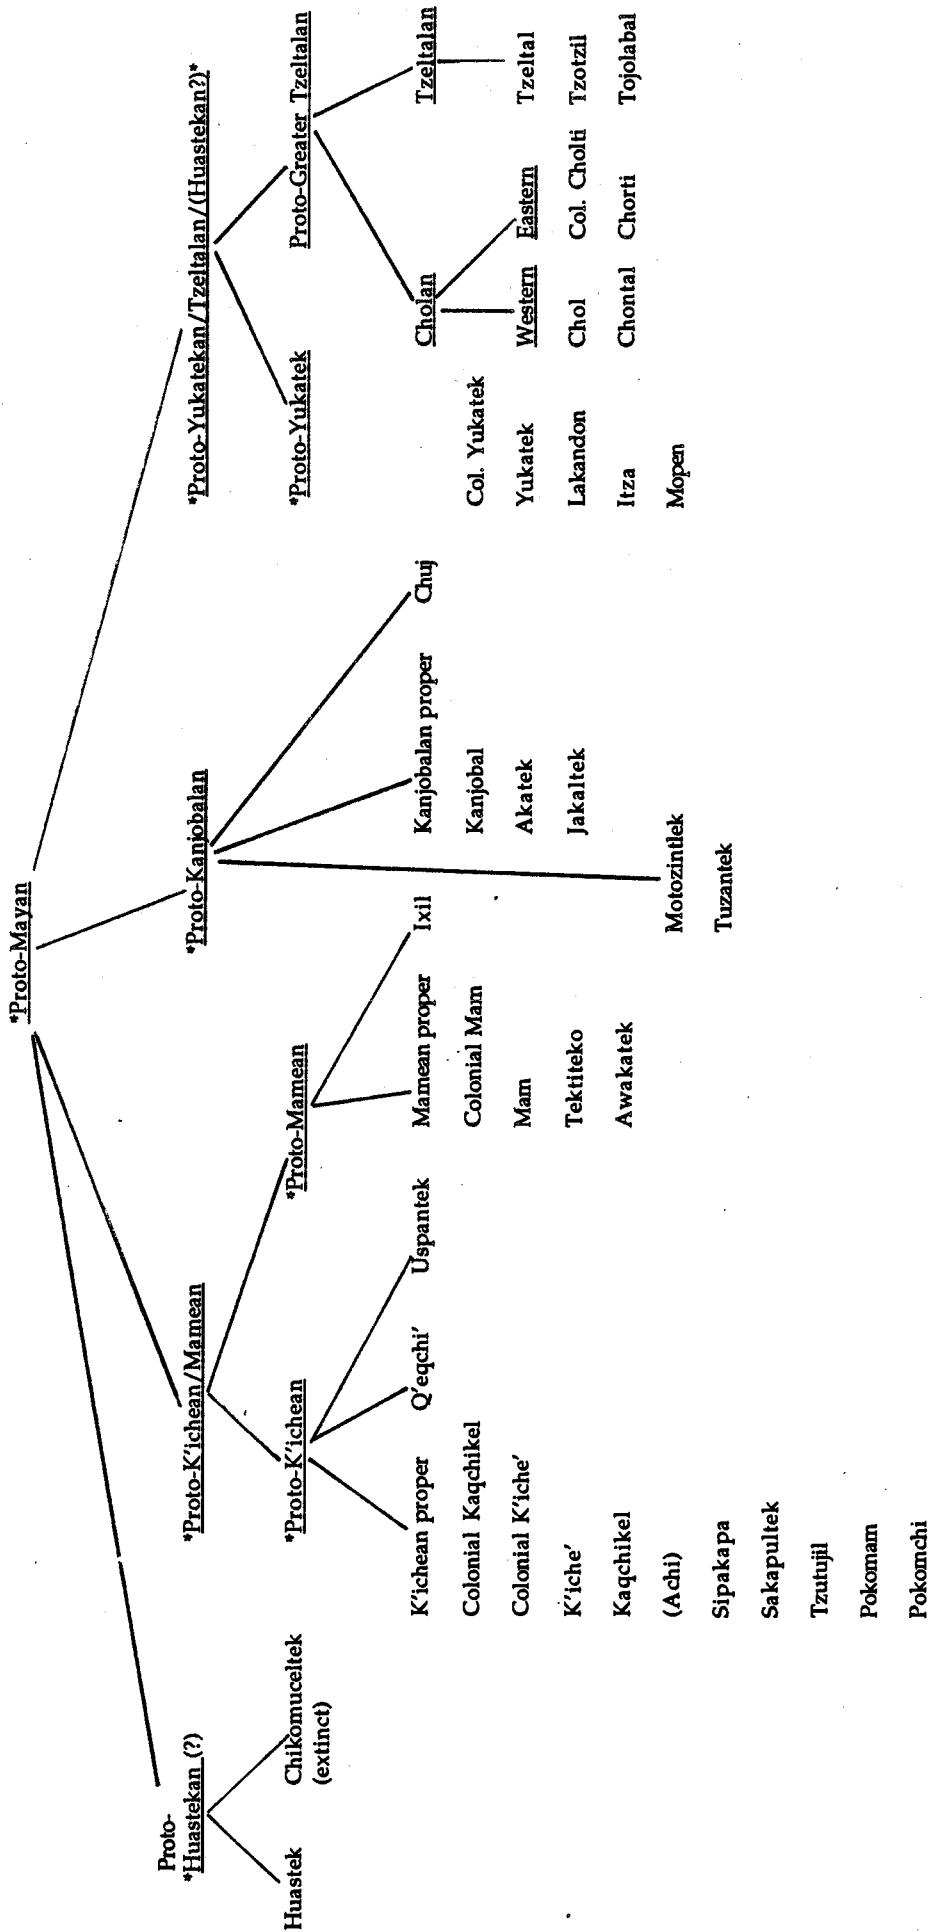 *Proto-Mayan
Proto-
*Huastekan (?)
*Proto-K'ichean/Mamean
*Proto-Kanjobalan
*Proto-Yukatekan/Tzeltalan/(Huastekan?)*
Huastek
Chikomuceltek
(extinct)
*Proto-K'ichean
*Proto-Mamean
*Proto-Yukatek
Proto-Greater Tzeltalan
K'ichean proper
Colonial Kaqchikel
Colonial K'iche'
K'iche'
Kaqchikel
(Achi)
Sipakapa
Sakapultek
Tzutujil
Pokomam
Pokomchi
Q'eqchi'
Uspantek
Mamean proper
Colonial Mam
Mam
Tektiteko
Awakatek
Ixil
Motozintlek
Tuzantek
Kanjobalan proper
Kanjobal
Akatek
Jakaltek
Chuj
Col. Yukatek
Yukatek
Lakandon
Itza
Mopen
Cholan
Western
Chol
Chontal
Eastern
Col. Cholti
Chorti
Tzeltalan
Tzeltal
Tzotzil
Tojolabal